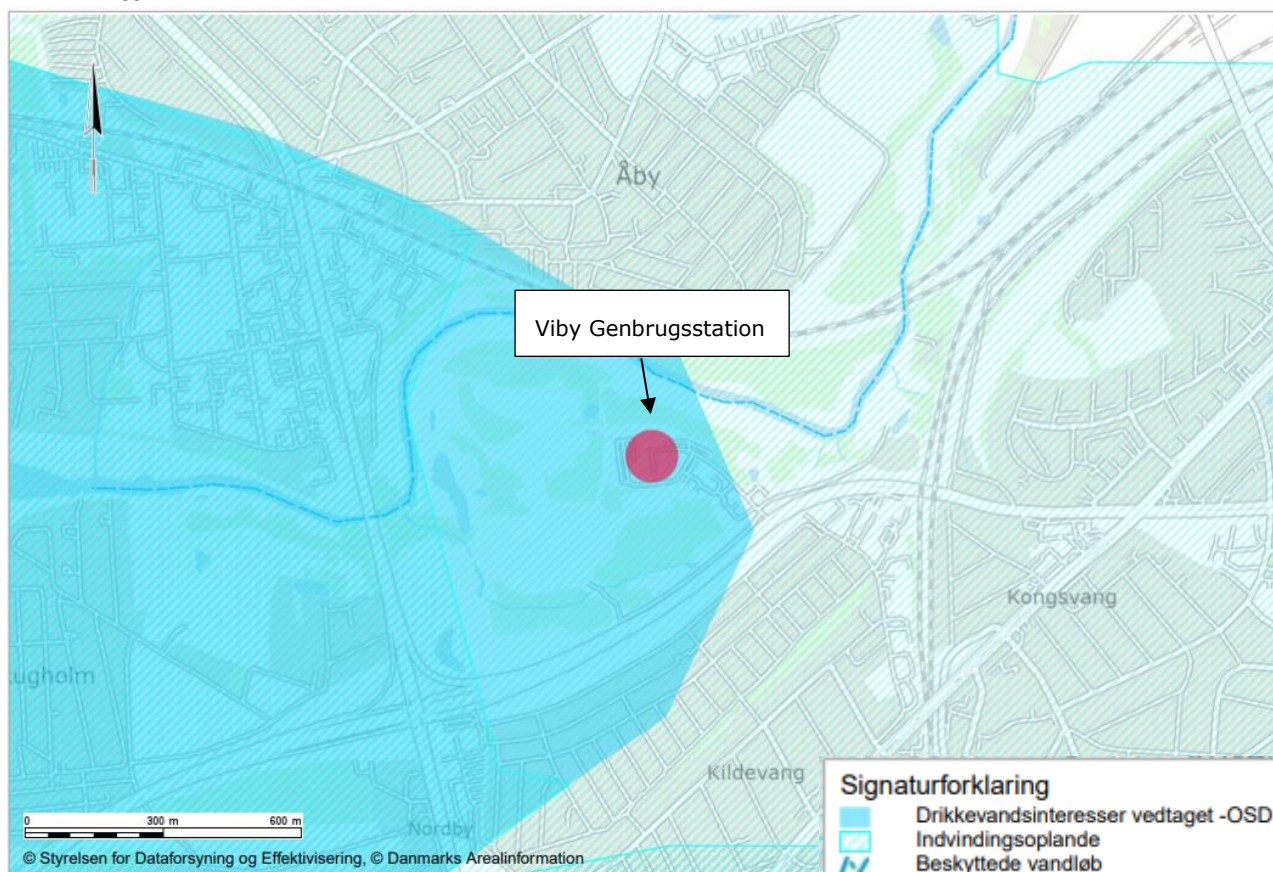 Åby
Viby Genbrugsstation
Kongsvang
Kildevang
Nordby
0 300 m 600 m
© Styrelsen for Dataforsyning og Effektivisering, © Danmarks Arealinformation
Signaturforklaring
Drikkevandsinteresser vedtaget -OSD
Indvindingsoplande
Beskyttede vandløb